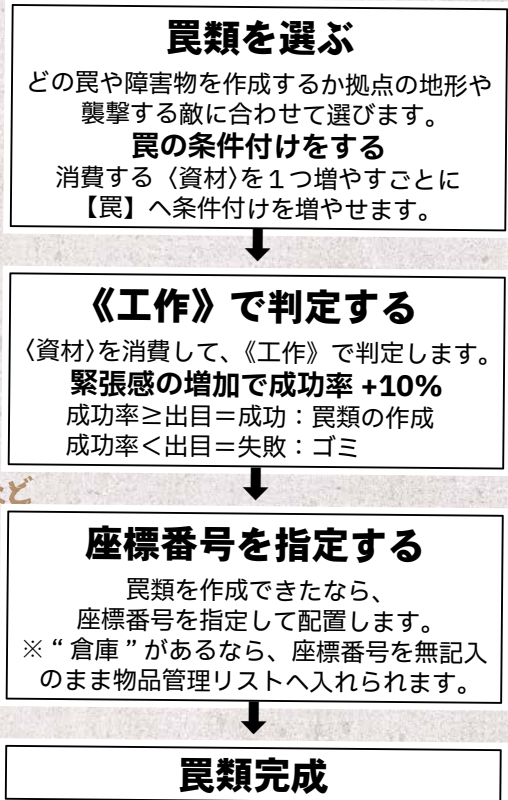 罠類を選ぶ
どの罠や障害物を作成するか拠点の地形や
襲撃する敵に合わせて選びます。
罠の条件付けをする
消費する〈資材〉を１つ増やすごとに
【罠】へ条件付けを増やせます。
《工作》で判定する
〈資材〉を消費して、《工作》で判定します。
緊張感の増加で成功率 +10%
成功率≥出目＝成功：罠類の作成
成功率<出目＝失敗：ゴミ
など
座標番号を指定する
罠類を作成できたなら、
座標番号を指定して配置します。
※“倉庫”があるなら、座標番号を無記入
のまま物品管理リストへ入れられます。
罠類完成